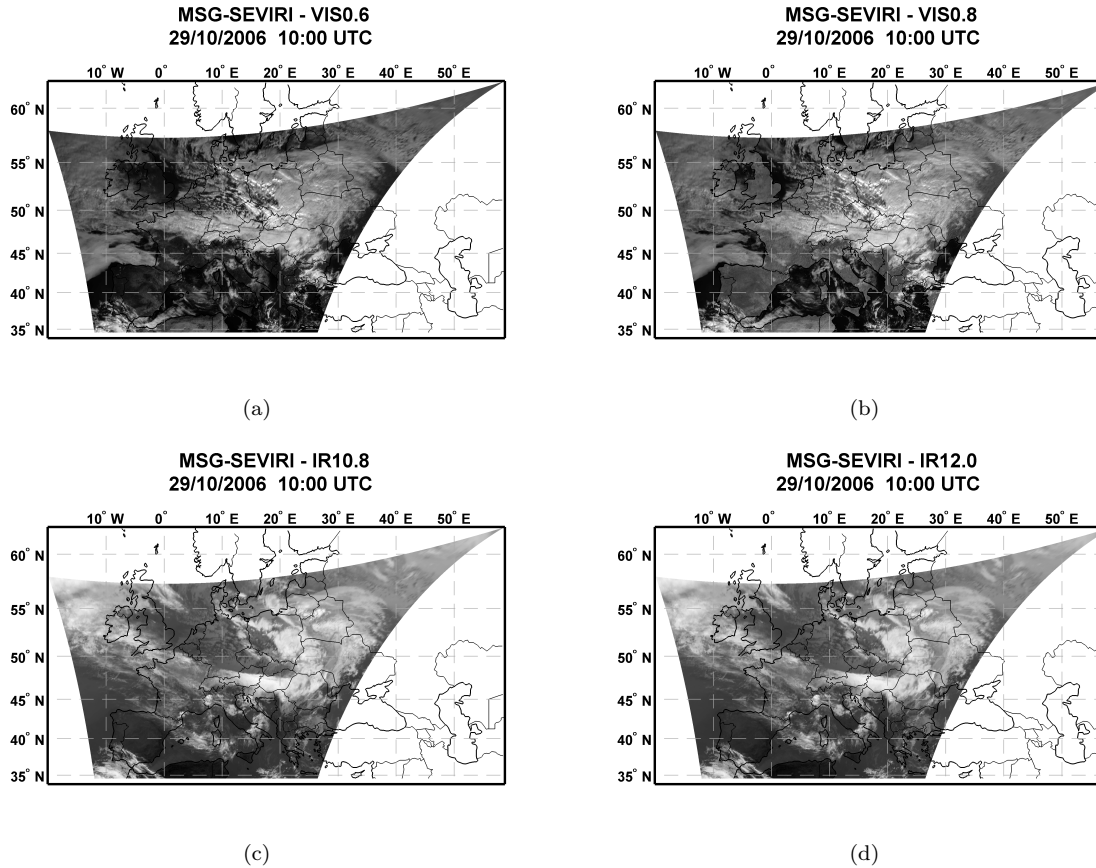 MSG-SEVIRI - VIS0.6
29/10/2006 10:00 UTC
10° W 0° 10° E 20° E 30° E 40° E 50° E
60° N
55° N
50° N
45° N
40° N
35° N
(a)
MSG-SEVIRI - VIS0.8
29/10/2006 10:00 UTC
10° W 0° 10° E 20° E 30° E 40° E 50° E
60° N
55° N
50° N
45° N
40° N
35° N
(b)
MSG-SEVIRI - IR10.8
29/10/2006 10:00 UTC
10° W 0° 10° E 20° E 30° E 40° E 50° E
60° N
55° N
50° N
45° N
40° N
35° N
(c)
MSG-SEVIRI - IR12.0
29/10/2006 10:00 UTC
10° W 0° 10° E 20° E 30° E 40° E 50° E
60° N
55° N
50° N
45° N
40° N
35° N
(d)